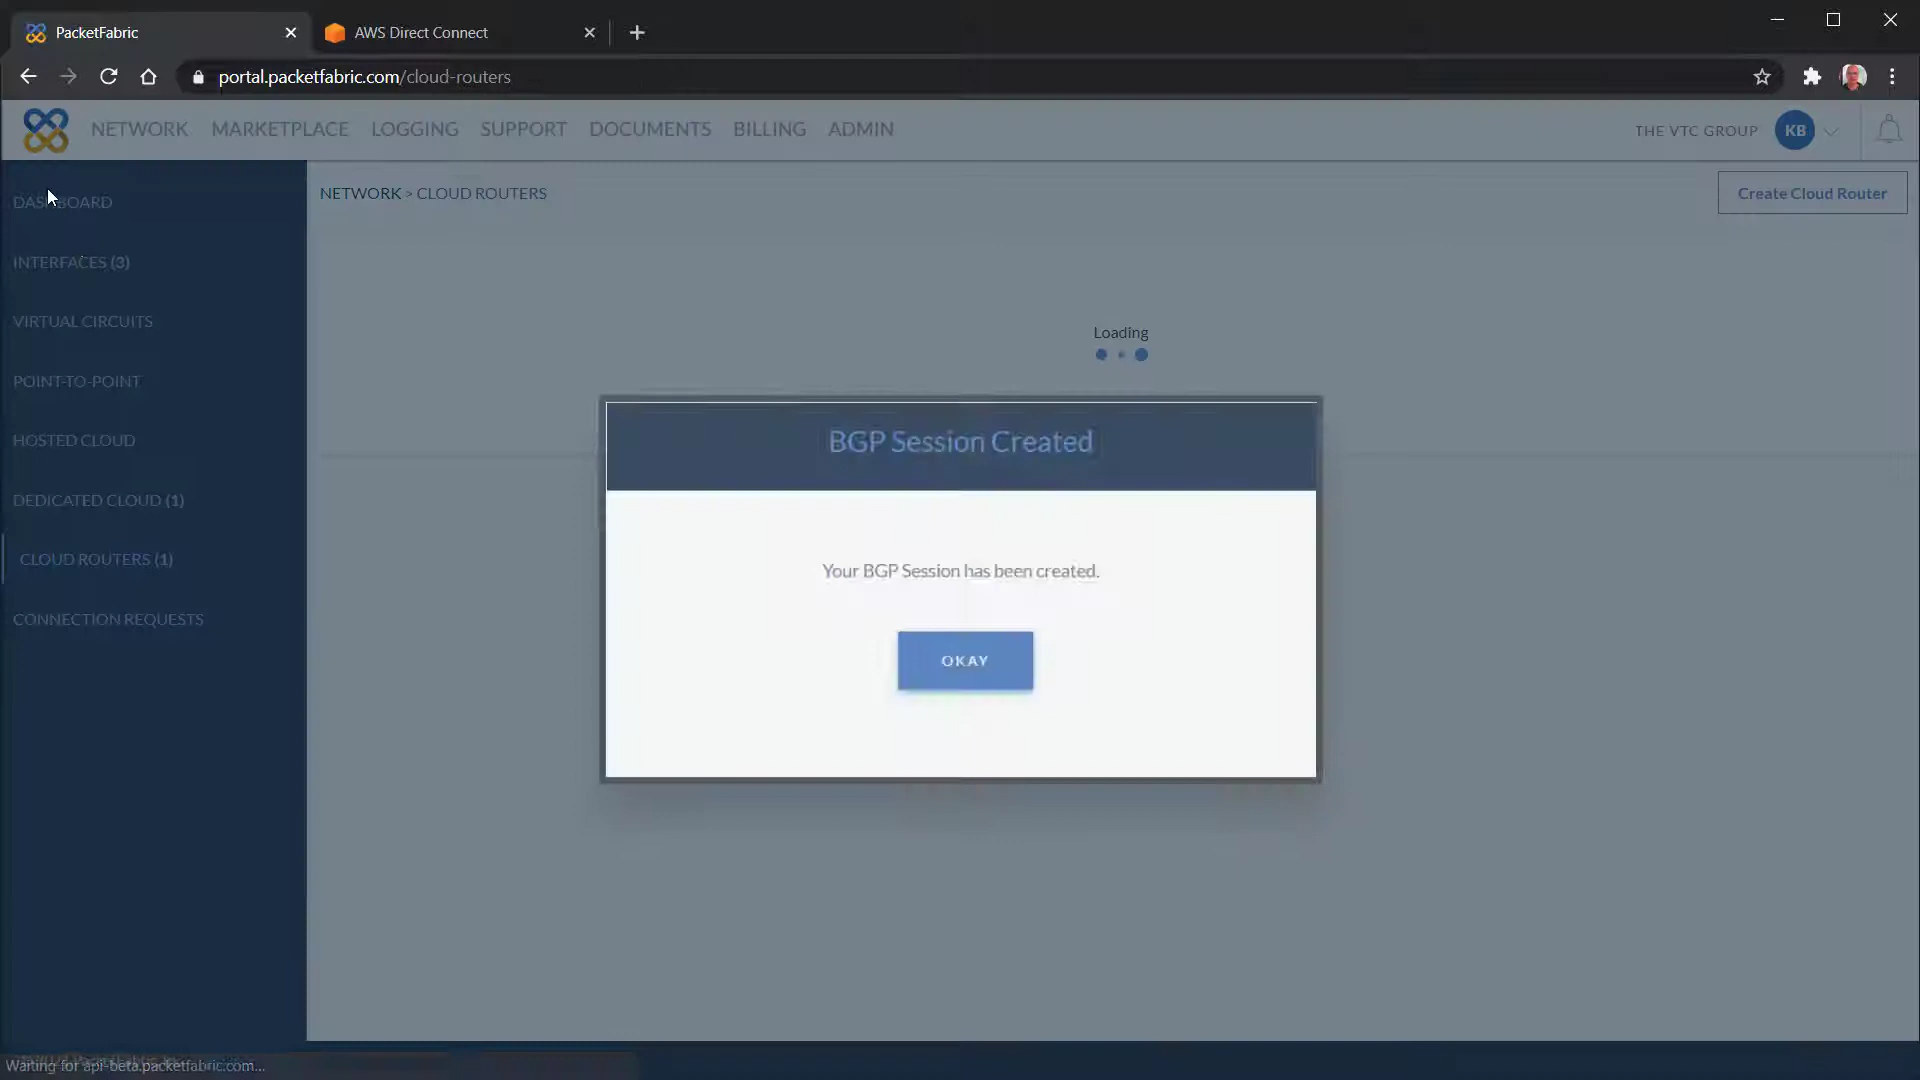 PacketFabric
AWS Direct Connect
portal.packetfabric.com/cloud-routers
NETWORK MARKETPLACE LOGGING SUPPORT DOCUMENTS BILLING ADMIN
THE VTC GROUP KB
DASHBOARD
NETWORK > CLOUD ROUTERS
Create Cloud Router
INTERFACES (3)
VIRTUAL CIRCUITS
Loading
POINT-TO-POINT
HOSTED CLOUD
BGP Session Created
DEDICATED CLOUD (1)
CLOUD ROUTERS (1)
Your BGP Session has been created.
CONNECTION REQUESTS
OKAY
Waiting for api-beta.packetfabric.com...